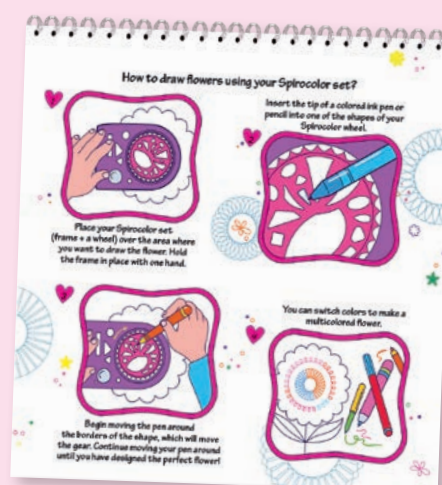 How to draw flowers using your Spirocolor set?
1
Place your Spirocolor set
(frame + a wheel) over the area where
you want to draw the flower. Hold
the frame in place with one hand.
Insert the tip of a colored ink pen or
pencil into one of the shapes of your
Spirocolor wheel.
3
Begin moving the pen around
the borders of the shape, which will move
the gear. Continue moving your pen around
until you have designed the perfect flower!
You can switch colors to make a
multicolored flower.